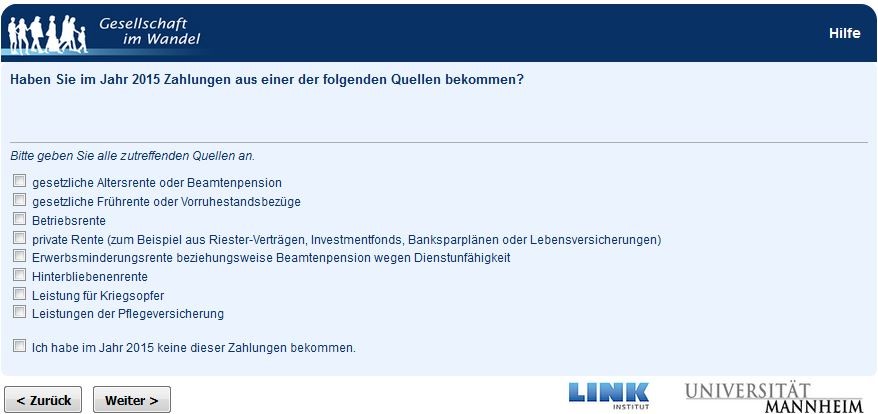 Gesellschaft
im Wandel
Hilfe
Haben Sie im Jahr 2015 Zahlungen aus einer der folgenden Quellen bekommen?
Bitte geben Sie alle zutreffenden Quellen an.
gesetzliche Altersrente oder Beamtenpension
gesetzliche Frührente oder Vorruhestandsbezüge
Betriebsrente
private Rente (zum Beispiel aus Riester-Verträgen, Investmentfonds, Banksparplänen oder Lebensversicherungen)
Erwerbsminderungsrente beziehungsweise Beamtenpension wegen Dienstunfähigkeit
Hinterbliebenenrente
Leistung für Kriegsopfer
Leistungen der Pflegeversicherung
Ich habe im Jahr 2015 keine dieser Zahlungen bekommen.
< Zurück
Weiter >
LINK
INSTITUT
UNIVERSITÄT
MANNHEIM